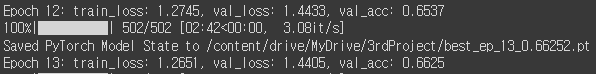 Epoch 12: train_loss: 1.2745, val_loss: 1.4433, val_acc: 0.6537
100%|██████████| 502/502 [02:42<00:00, 3.08it/s]
Saved PyTorch Model State to /content/drive/MyDrive/3rdProject/best_ep_13_0.66252.pt
Epoch 13: train_loss: 1.2651, val_loss: 1.4405, val_acc: 0.6625